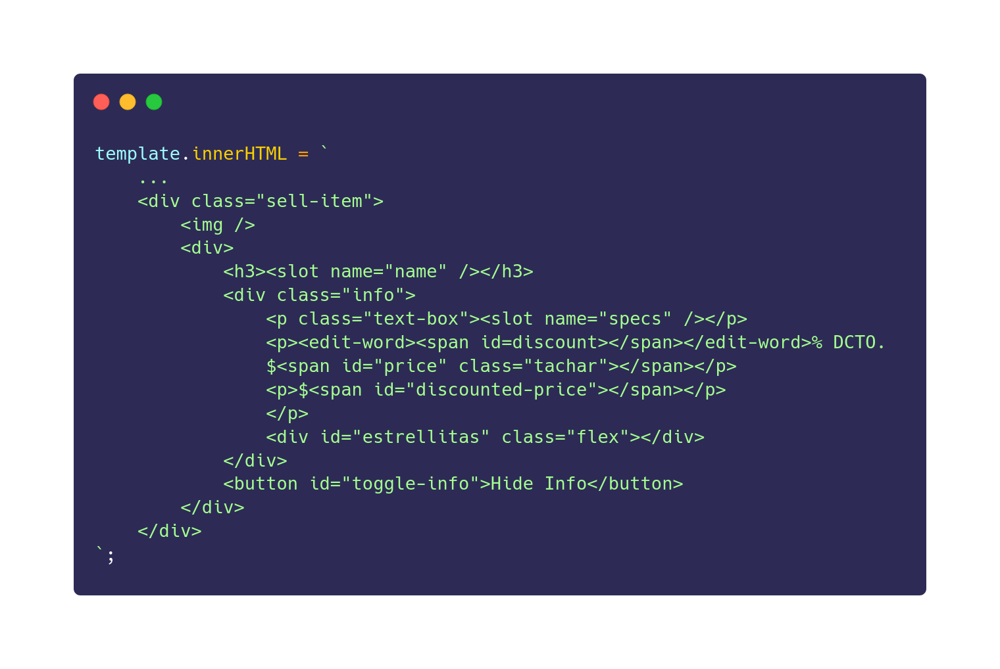 template.innerHTML = `
    ...
    <div class="sell-item">
        <img />
        <div>
            <h3><slot name="name" /></h3>
            <div class="info">
                <p class="text-box"><slot name="specs" /></p>
                <p><edit-word><span id=discount></span></edit-word>% DCTO.
                $<span id="price" class="tachar"></span></p>
                <p>$<span id="discounted-price"></span></p>
                </p>
                <div id="estrellitas" class="flex"></div>
            </div>
            <button id="toggle-info">Hide Info</button>
        </div>
    </div>
`;